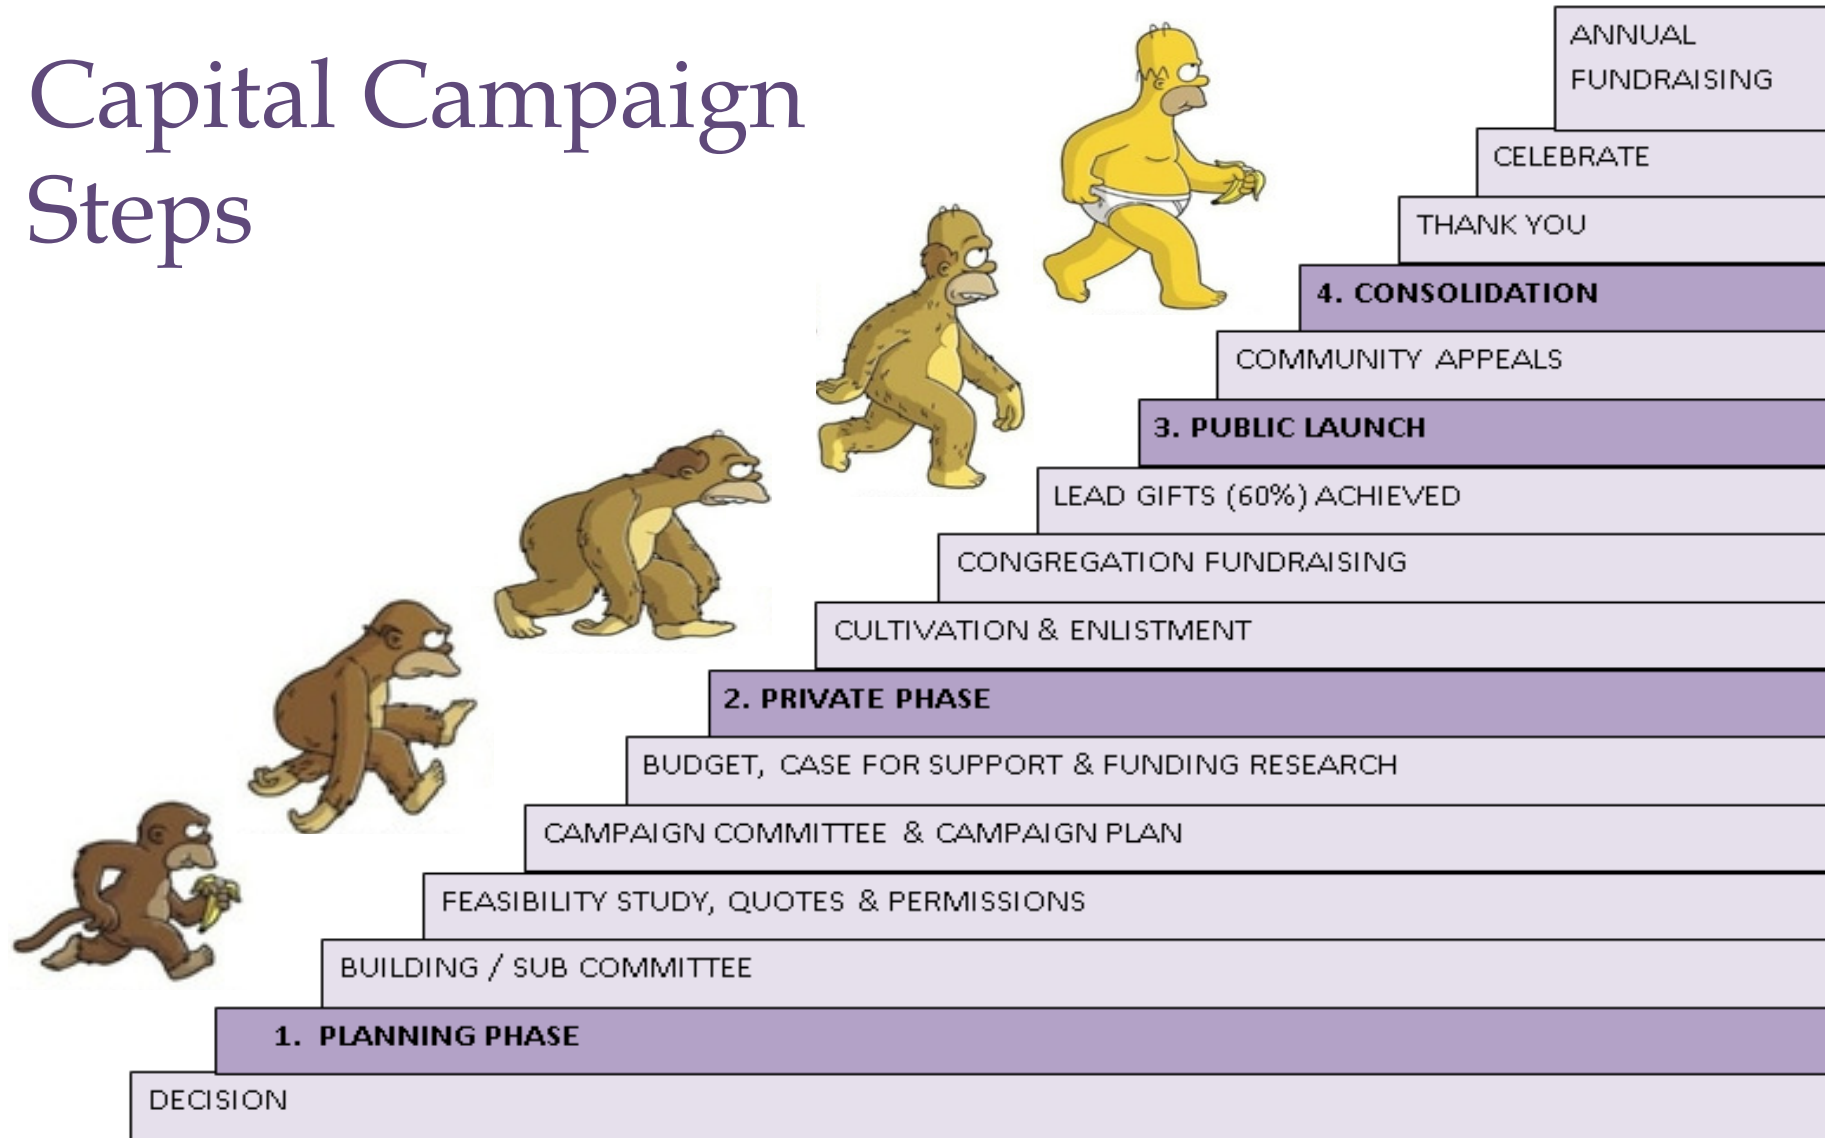 Capital Campaign
Steps
ANNUAL
FUNDRAISING
CELEBRATE
THANK YOU
4. CONSOLIDATION
COMMUNITY APPEALS
3. PUBLIC LAUNCH
LEAD GIFTS (60%) ACHIEVED
CONGREGATION FUNDRAISING
CULTIVATION & ENLISTMENT
2. PRIVATE PHASE
BUDGET, CASE FOR SUPPORT & FUNDING RESEARCH
CAMPAIGN COMMITTEE & CAMPAIGN PLAN
FEASIBILITY STUDY, QUOTES & PERMISSIONS
BUILDING / SUB COMMITTEE
1. PLANNING PHASE
DECISION